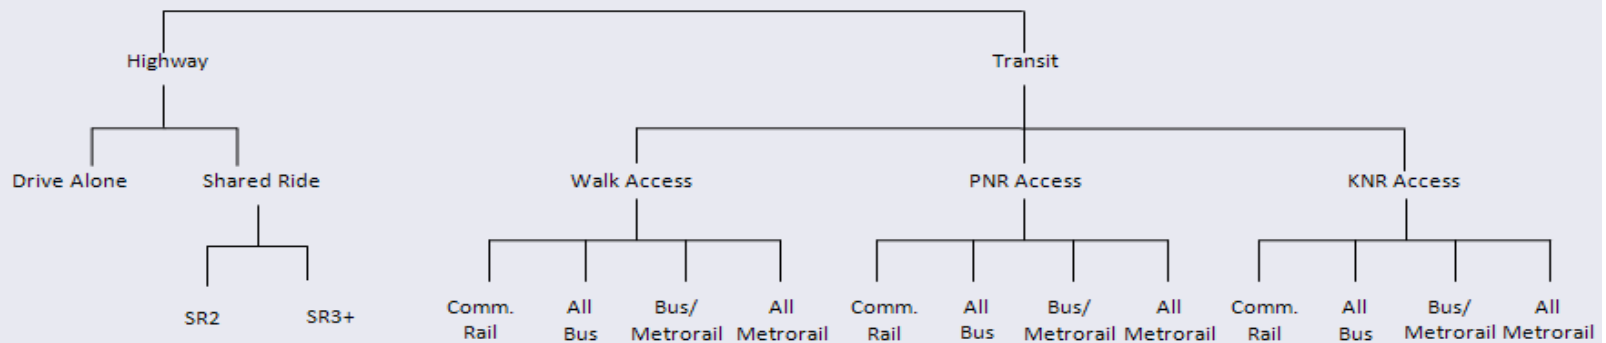 Highway
Transit
Drive Alone
Shared Ride
Walk Access
PNR Access
KNR Access
SR2
SR3+
Comm.
Rail
All
Bus
Bus/
Metrorail
All
Metrorail
Comm.
Rail
All
Bus
Bus/
Metrorail
All
Metrorail
Comm.
Rail
All
Bus
Bus/
Metrorail
All
Metrorail